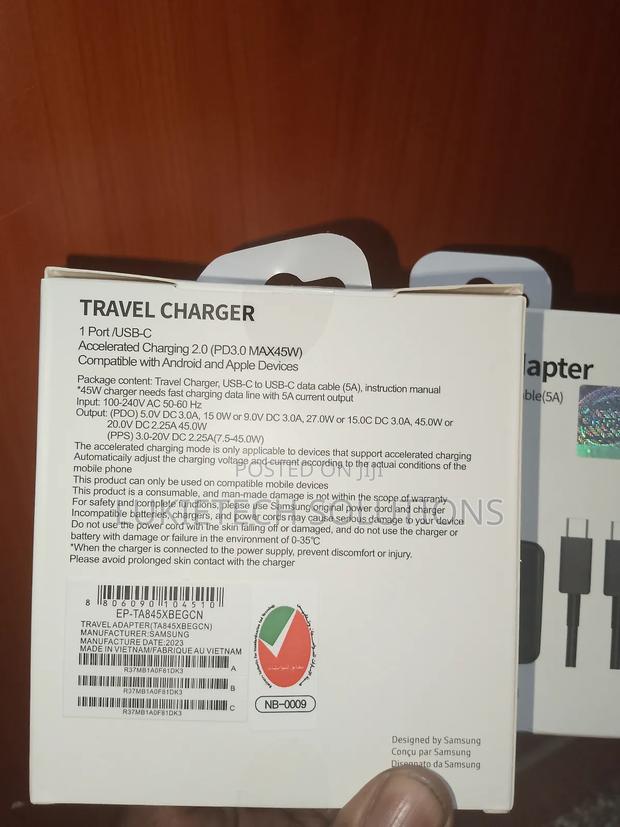 TRAVEL CHARGER
1 Port /USB-C
Accelerated Charging 2.0 (PD3.0 MAX45W)
Compatible with Android and Apple Devices
Package content: Travel Charger, USB-C to USB-C data cable (5A), instruction manual
*45W charger needs fast charging data line with 5A current output
Input: 100-240V AC 50-60 Hz
Output: (PDO) 5.0V DC 3.0A, 15 0W or 9.0V DC 3.0A, 27.0W or 15.0C DC 3.0A, 45.0W or
20.0V DC 2.25A 45.0W
(PPS) 3.0-20V DC 2.25A(7.5-45.0W)
The accelerated charging mode is only applicable to devices that support accelerated charging
Automaticaily adjust the charging voltage and current according to the actuai conditions of the
mobile phone
This product can only be used on compatible mobile devices
This product is a consumable, and man-made damage is not within the scope of warranty
For safety and control, please use Samsung original power cord and charger
Incompatible batteries, chargers, and power cords may cause serious damage to your device
Do not use the power cord with the skin falling off or damaged, and do not use the charger or
battery with damage or failure in the environment of 0-35℃
*When the charger is connected to the power supply, prevent discomfort or injury.
Please avoid prolonged skin contact with the charger
POSTED ON JIJI
LUKIETECH SOLUTIONS
8 806090 104510
EP-TA845XBEGCN
TRAVEL ADAPTER(TA845XBEGCN)
MANUFACTURER:SAMSUNG
MANUFACTURE DATE:2023
MADE IN VIETNAM/FABRIQUE AU VIETNAM
R37MB1A0F81DK3 A
R37MB1A0F81DK3 B
R37MB1A0F81DK3 C
NB-0009
Designed by Samsung
Conçu par Samsung
Disegnato da Samsung
apter
ble(5A)